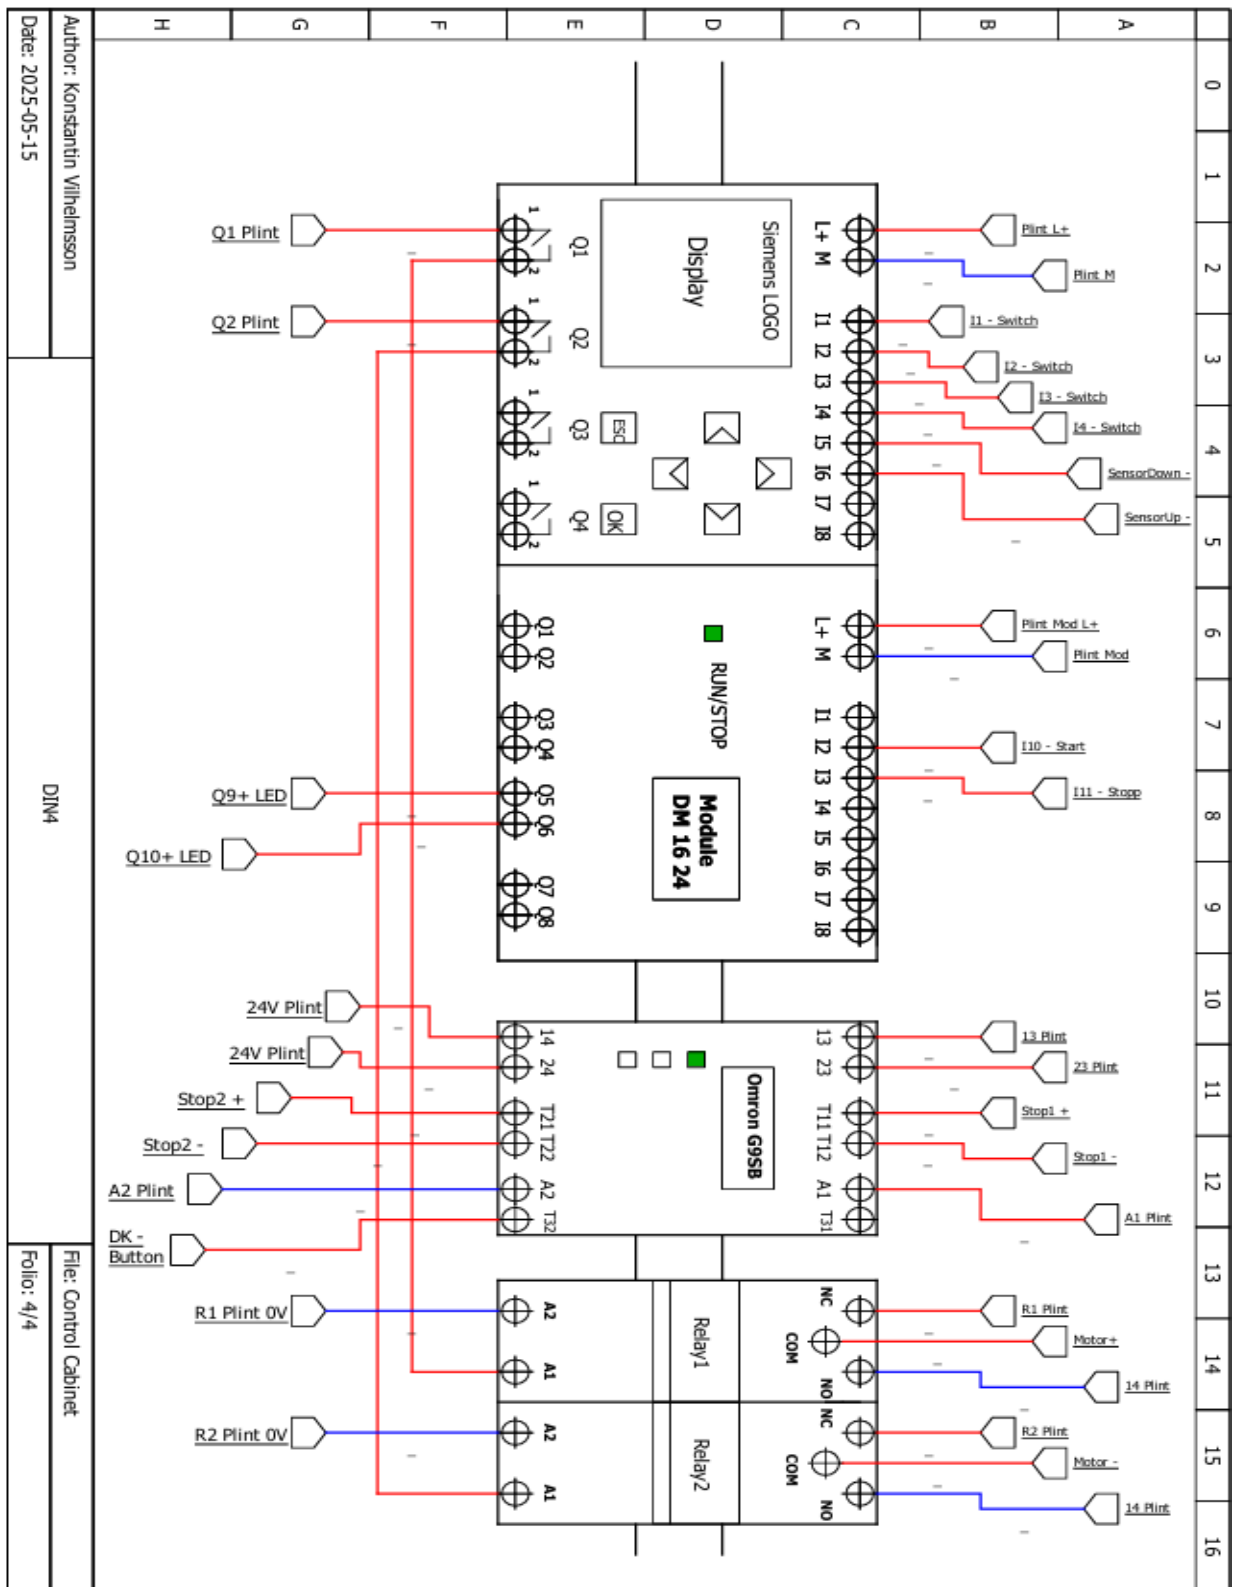 H G F E D C B A
0
1
2
3
4
5
6
7
8
9
10
11
12
13
14
15
16
Author: Konstantin Vilhelmsson
Date: 2025-05-15
DIN4
File: Control Cabinet
Folio: 4/4
Plint L+
Plint M
I1 - Switch
I2 - Switch
I3 - Switch
I4 - Switch
SensorDown -
SensorUp -
Plint Mod L+
Plint Mod
I10 - Start
I11 - Stopp
13 Plint
23 Plint
Stop1 +
Stop1 -
A1 Plint
R1 Plint
Motor+
14 Plint
R2 Plint
Motor -
14 Plint
L+ M
I1 I2 I3 I4 I5 I6 I7 I8
Siemens LOGO
Display
ESC
OK
1 2 Q1
1 2 Q2
1 2 Q3
1 2 Q4
L+ M
I1 I2 I3 I4 I5 I6 I7 I8
RUN/STOP
Module
DM 16 24
Q1 Q2 Q3 Q4 Q5 Q6 Q7 Q8
13 23 T11 T12 A1 T31
Omron G9SB
14 24 T21 T22 A2 T32
NC COM NO
Relay1
A2 A1
NC COM NO
Relay2
A2 A1
Q1 Plint
Q2 Plint
Q9+ LED
Q10+ LED
24V Plint
24V Plint
Stop2 +
Stop2 -
A2 Plint
DK -
Button
R1 Plint 0V
R2 Plint 0V